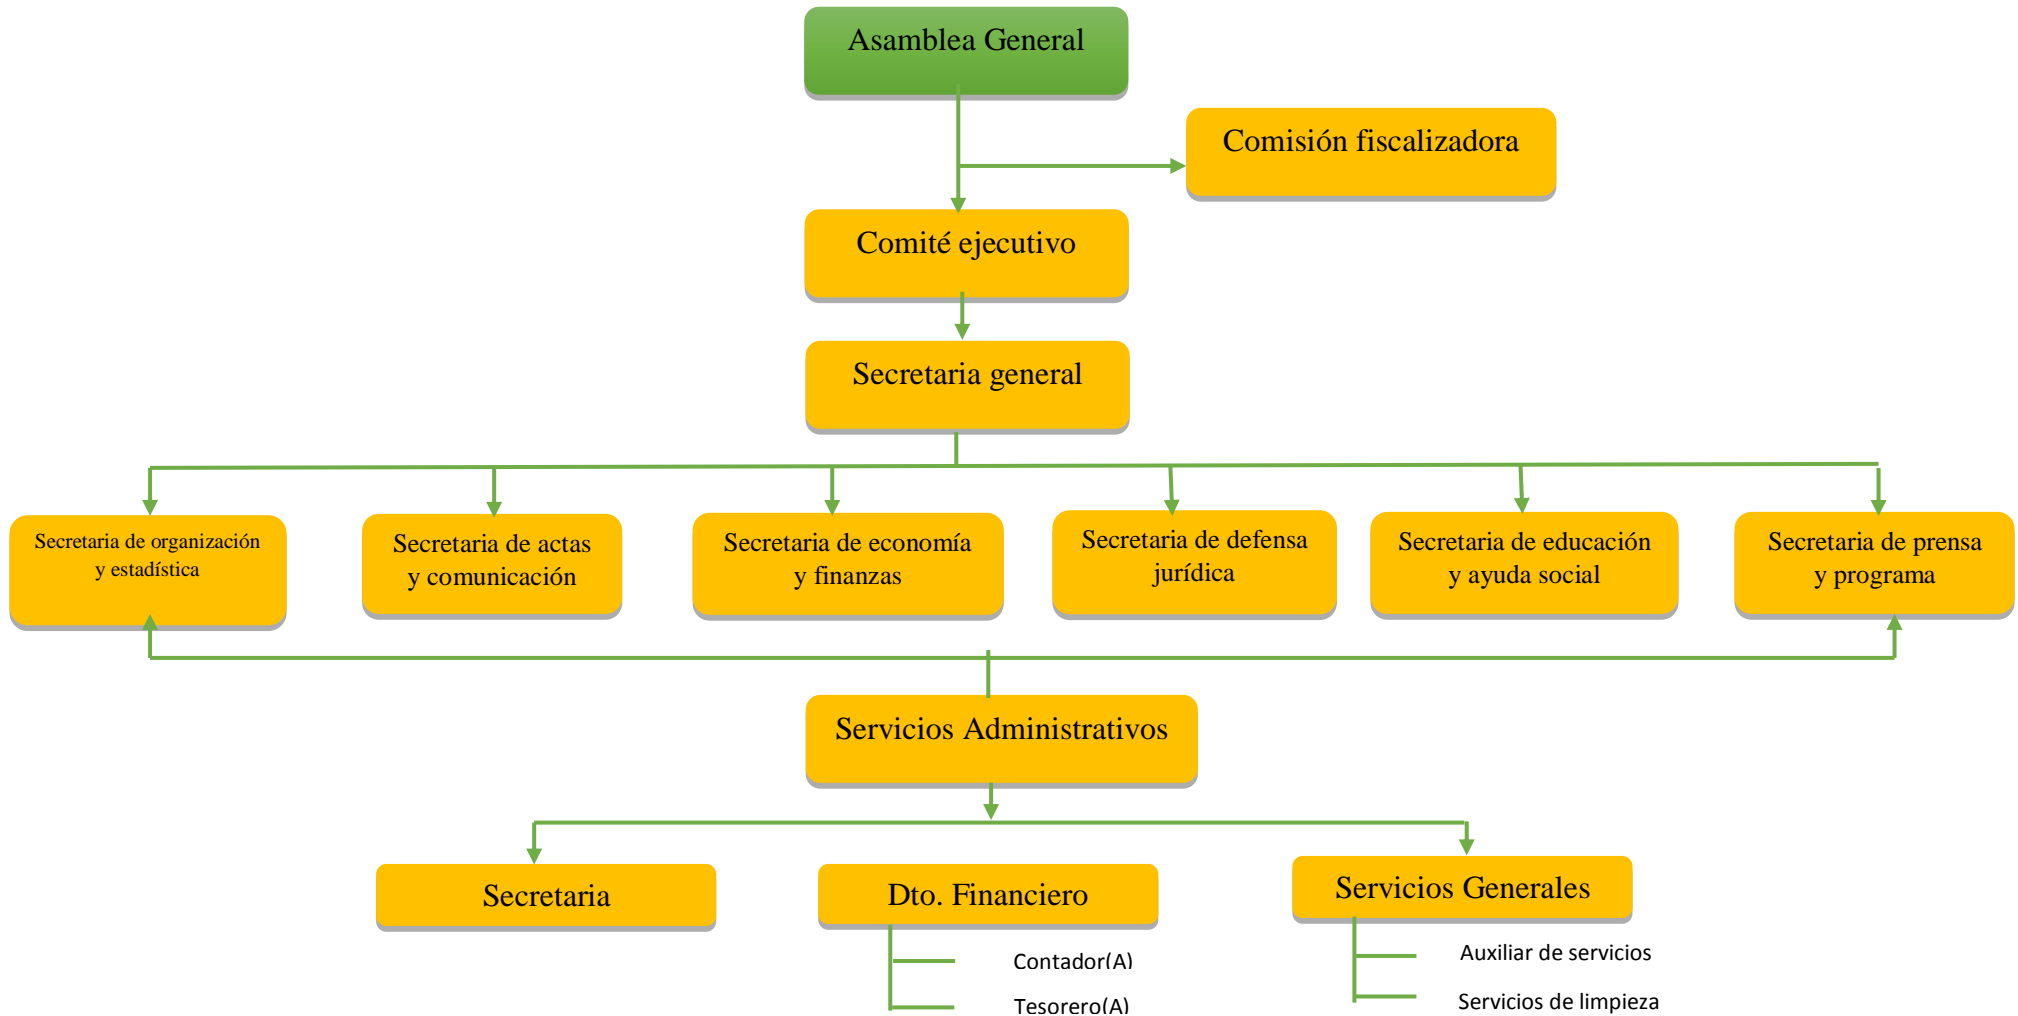 Asamblea General
Comisión fiscalizadora
Comité ejecutivo
Secretaria general
Secretaria de organización
y estadística
Secretaria de actas
y comunicación
Secretaria de economía
y finanzas
Secretaria de defensa
jurídica
Secretaria de educación
y ayuda social
Secretaria de prensa
y programa
Servicios Administrativos
Secretaria
Dto. Financiero
Servicios Generales
Contador(A)
Tesorero(A)
Auxiliar de servicios
Servicios de limpieza